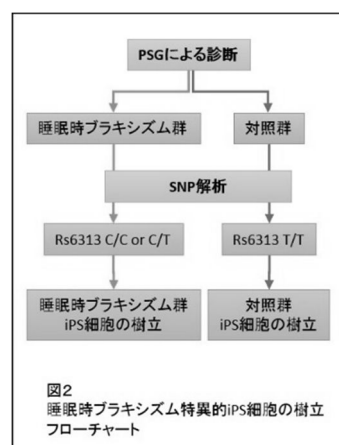 PSGによる診断
睡眠時ブラキシズム群
対照群
SNP解析
Rs6313 C/C or C/T
Rs6313 T/T
睡眠時ブラキシズム群
iPS細胞の樹立
対照群
iPS細胞の樹立
図2
睡眠時ブラキシズム特異的iPS細胞の樹立
フローチャート